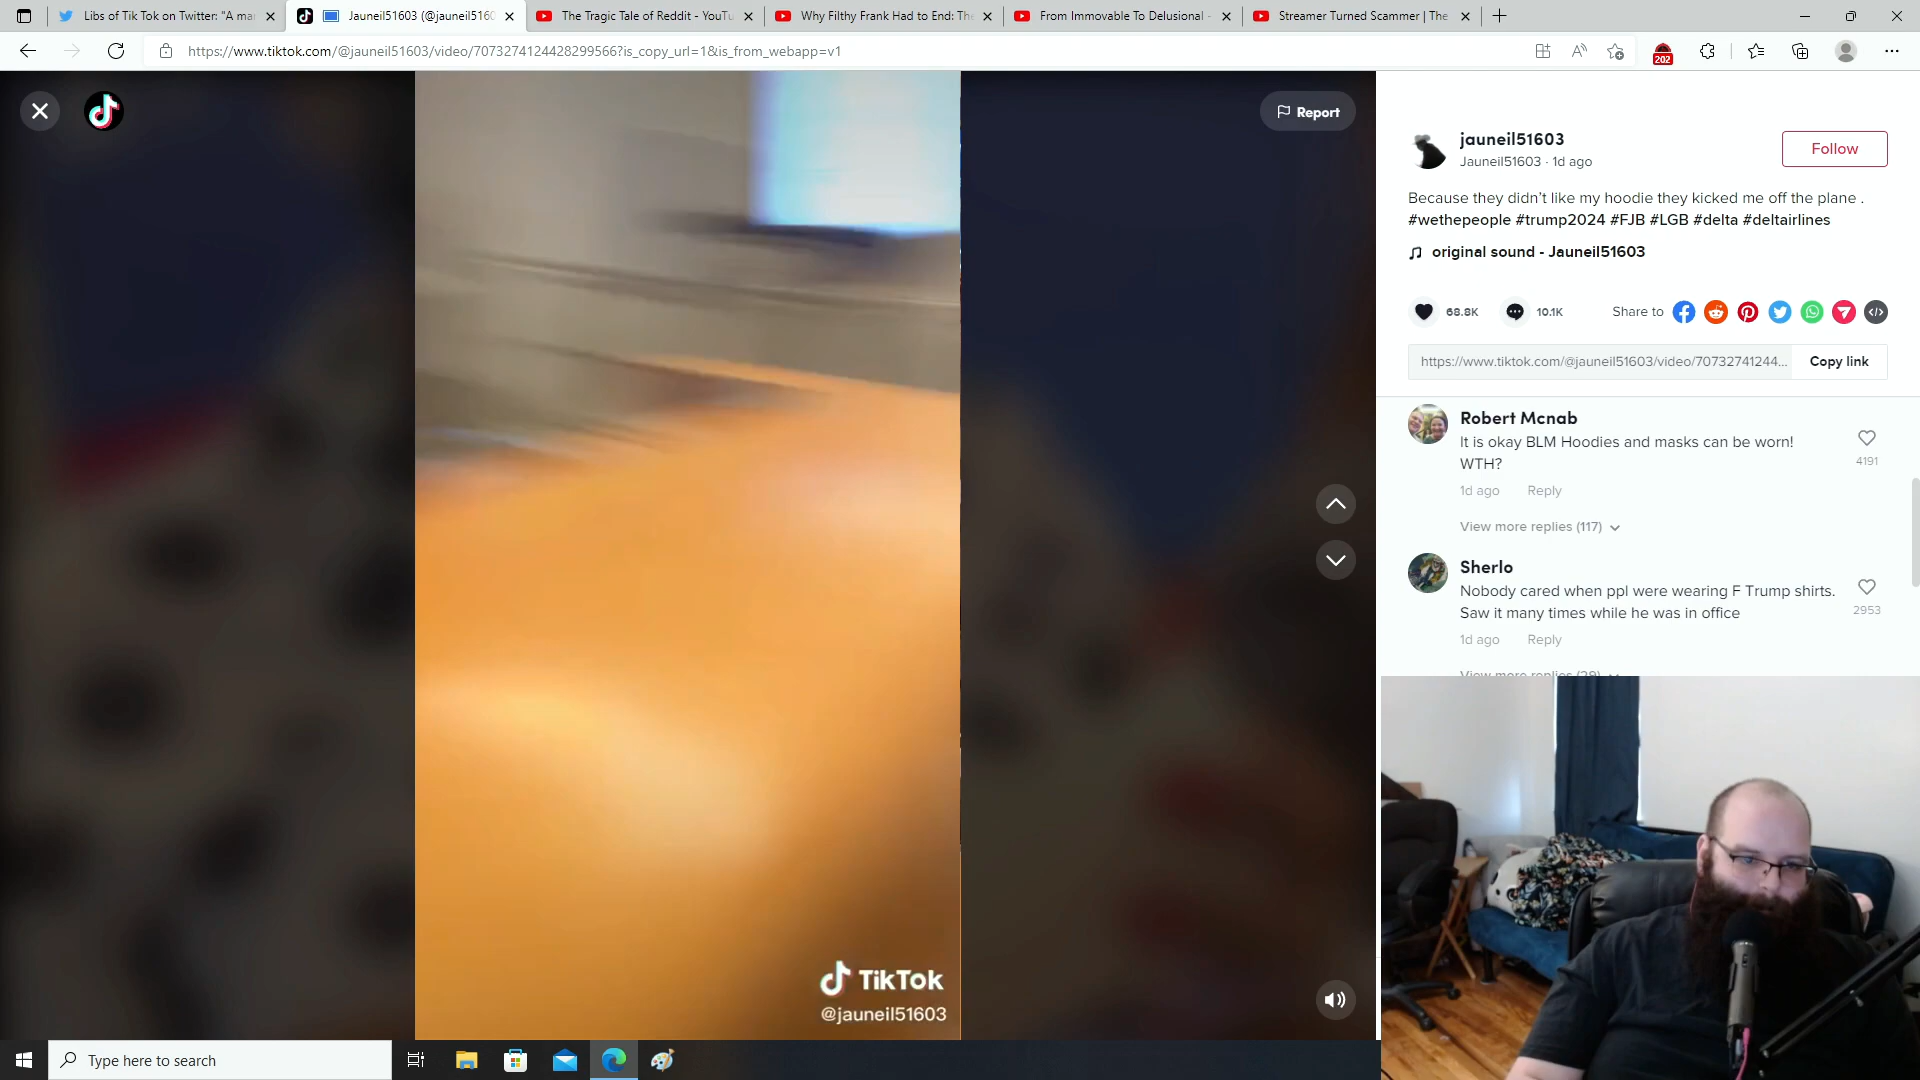 Libs of Tik Tok on Twitter: "A ma
Jauneil51603 (@jauneil5160
The Tragic Tale of Reddit - YouTu
Why Filthy Frank Had to End: The
From Immovable To Delusional -
Streamer Turned Scammer | The
https://www.tiktok.com/@jauneil51603/video/7073274124428299566?is_copy_url=1&is_from_webapp=v1
202
Report
jauneil51603
Jauneil51603 · 1d ago
Follow
Because they didn't like my hoodie they kicked me off the plane .
#wethepeople #trump2024 #FJB #LGB #delta #deltairlines
original sound - Jauneil51603
68.8K
10.1K
Share to
https://www.tiktok.com/@jauneil51603/video/70732741244...
Copy link
Robert Mcnab
It is okay BLM Hoodies and masks can be worn!
WTH?
4191
1d ago Reply
View more replies (117)
Sherlo
Nobody cared when ppl were wearing F Trump shirts.
Saw it many times while he was in office
2953
1d ago Reply
View more replies (29)
TikTok
@jauneil51603
Type here to search